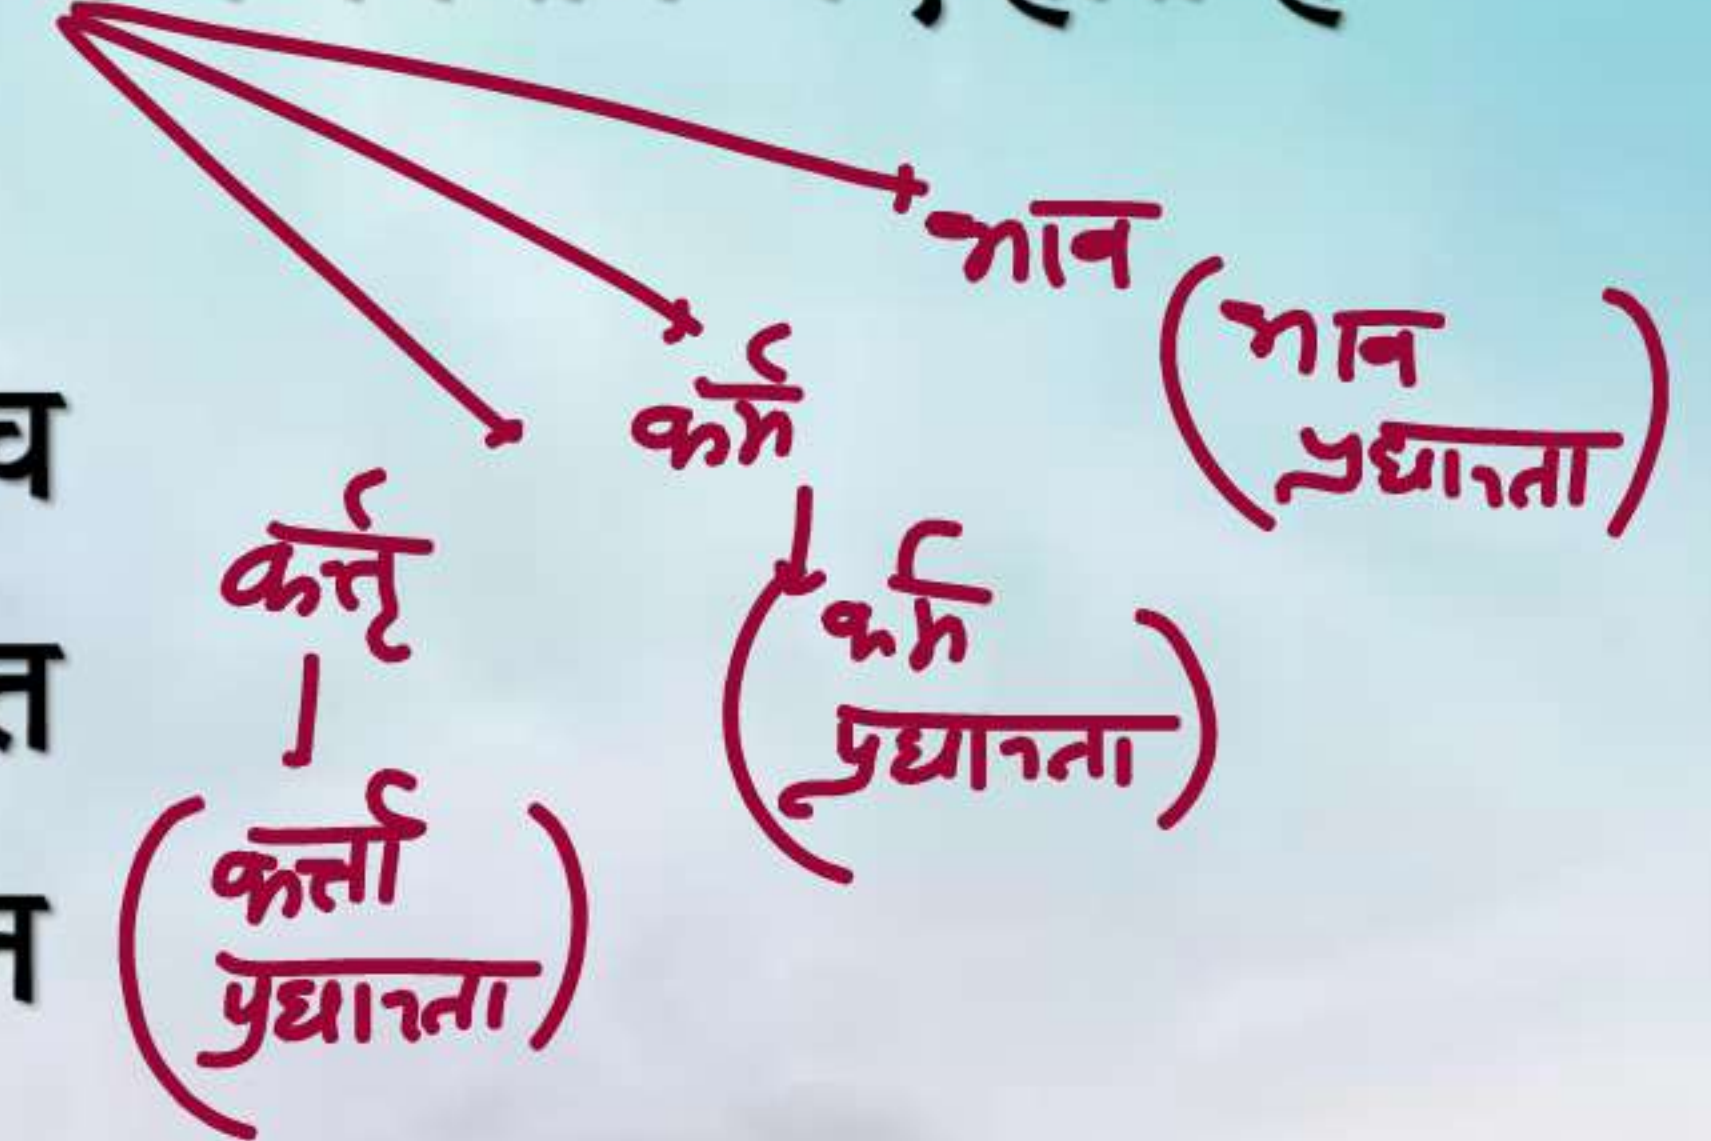 भाव
(भाव
प्रधानता)
कर्म
(कर्म
प्रधानता)
कर्त्तृ
(कर्त्ता
प्रधानता)